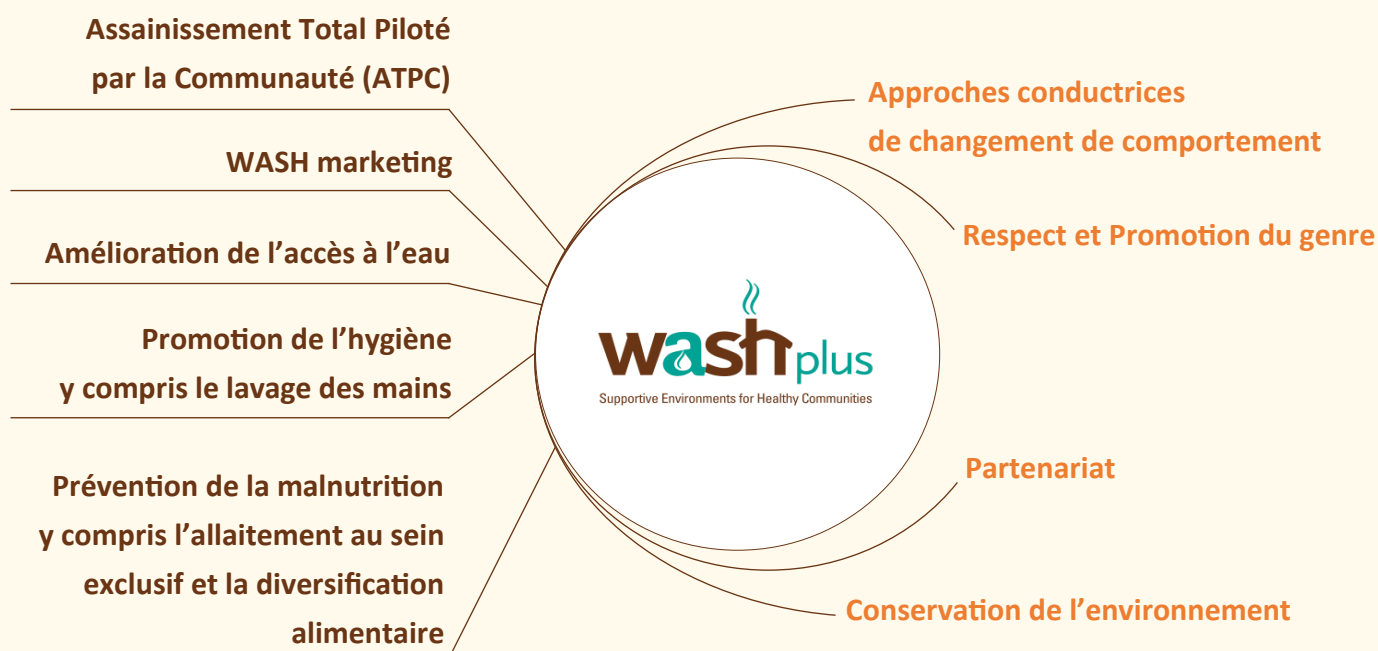 Assainissement Total Piloté
par la Communauté (ATPC)
WASH marketing
Amélioration de l’accès à l’eau
Promotion de l’hygiène
y compris le lavage des mains
Prévention de la malnutrition
y compris l’allaitement au sein
exclusif et la diversification
alimentaire
wash plus
Supportive Environments for Healthy Communities
Approches conductrices
de changement de comportement
Respect et Promotion du genre
Partenariat
Conservation de l’environnement